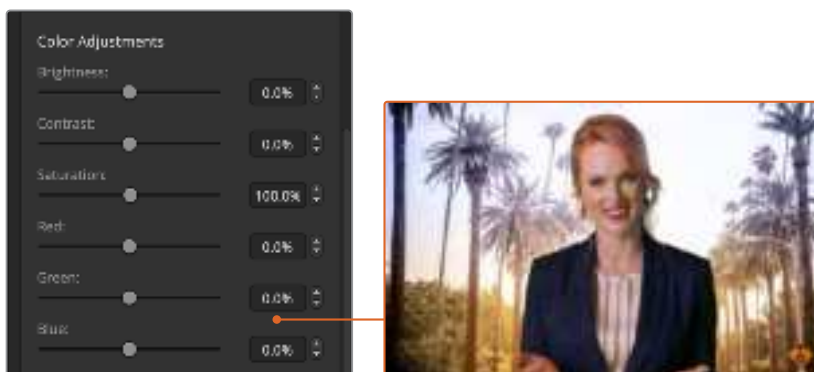 Color Adjustments
Brightness:
0.0%
Contrast:
0.0%
Saturation:
100.0%
Red:
0.0%
Green:
0.0%
Blue:
0.0%